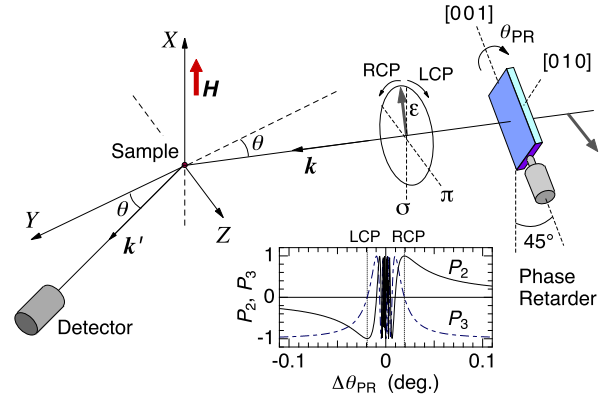 [001]
θPR
[010]
X
H
RCP
LCP
ε
Sample
θ
k
π
σ
θ
Y
k'
Z
45°
Phase
Retarder
Detector
LCP
RCP
P2, P3
1
0
-1
P2
P3
-0.1
0
0.1
ΔθPR (deg.)